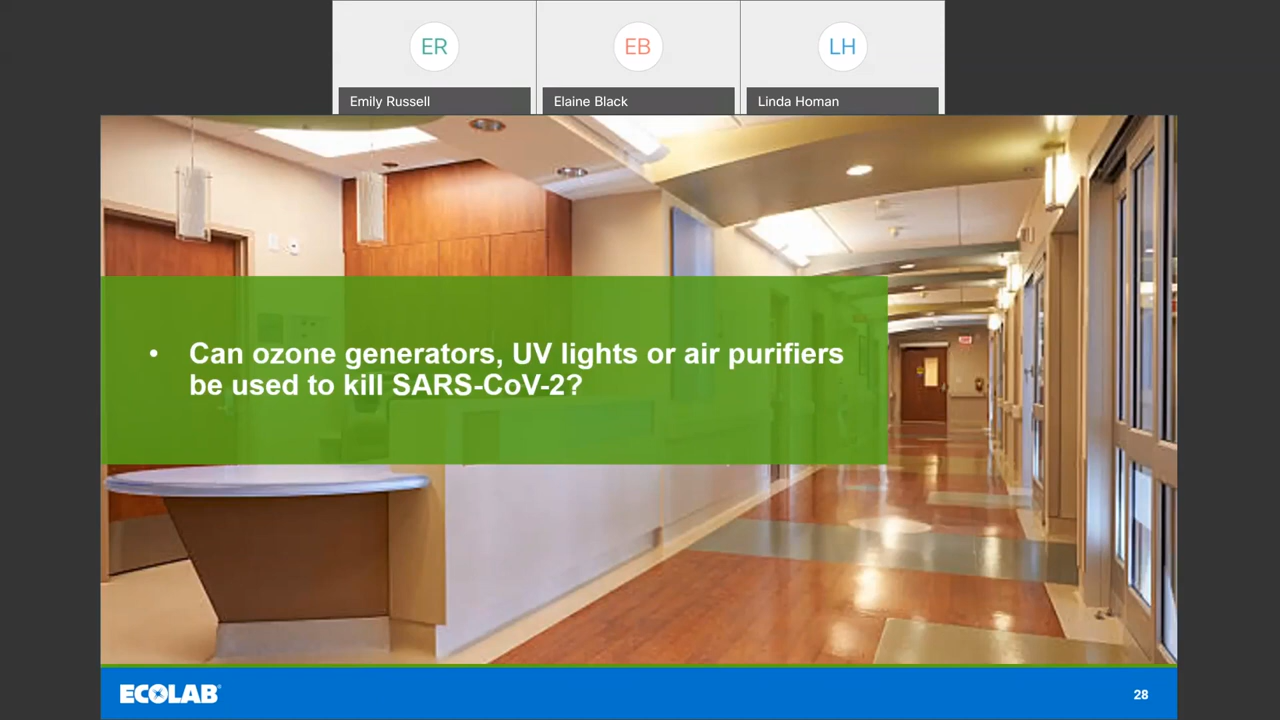 ER
EB
LH
Emily Russell
Elaine Black
Linda Homan
• Can ozone generators, UV lights or air purifiers
be used to kill SARS-CoV-2?
ECOLAB®
28